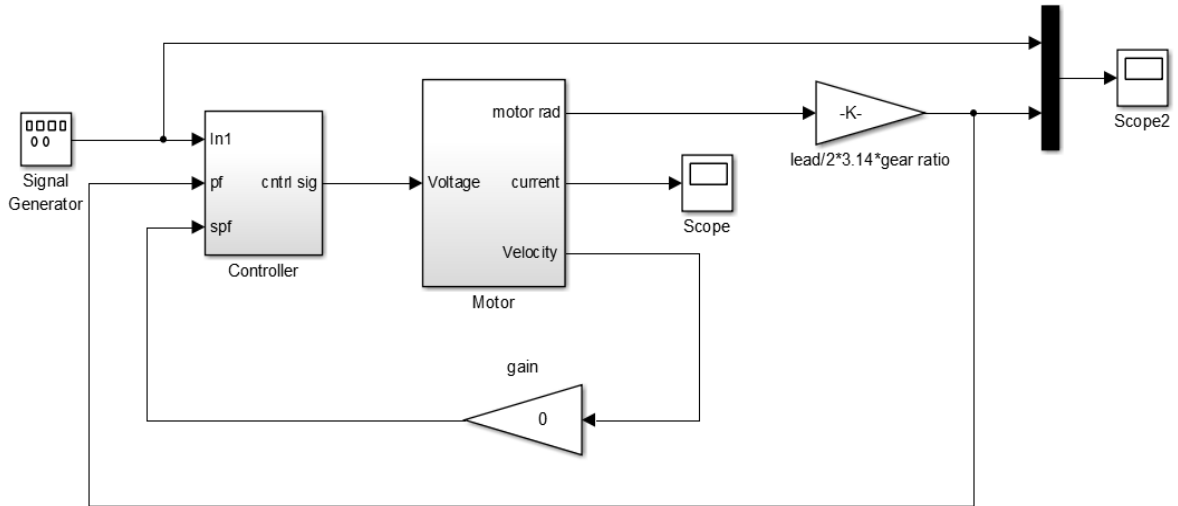 Signal
Generator
In1
pf
spf
cntrl sig
Controller
Voltage
motor rad
current
Velocity
Motor
-K-
lead/2*3.14*gear ratio
Scope
Scope2
gain
0